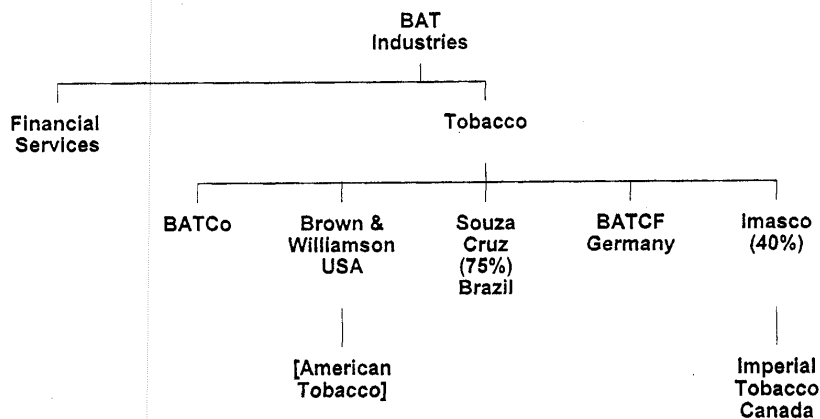 BAT
Industries
Financial
Services
Tobacco
BATCo
Brown &
Williamson
USA
Souza
Cruz
(75%)
Brazil
BATCF
Germany
Imasco
(40%)
[American
Tobacco]
Imperial
Tobacco
Canada